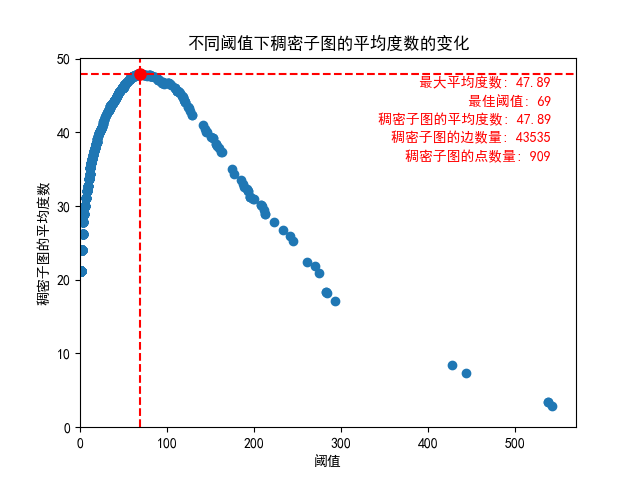 不同阈值下稠密子图的平均度数的变化
最大平均度数: 47.89
最佳阈值: 69
稠密子图的平均度数: 47.89
稠密子图的边数量: 43535
稠密子图的点数量: 909
稠密子图的平均度数
50
40
30
20
10
0
0 100 200 300 400 500
阈值